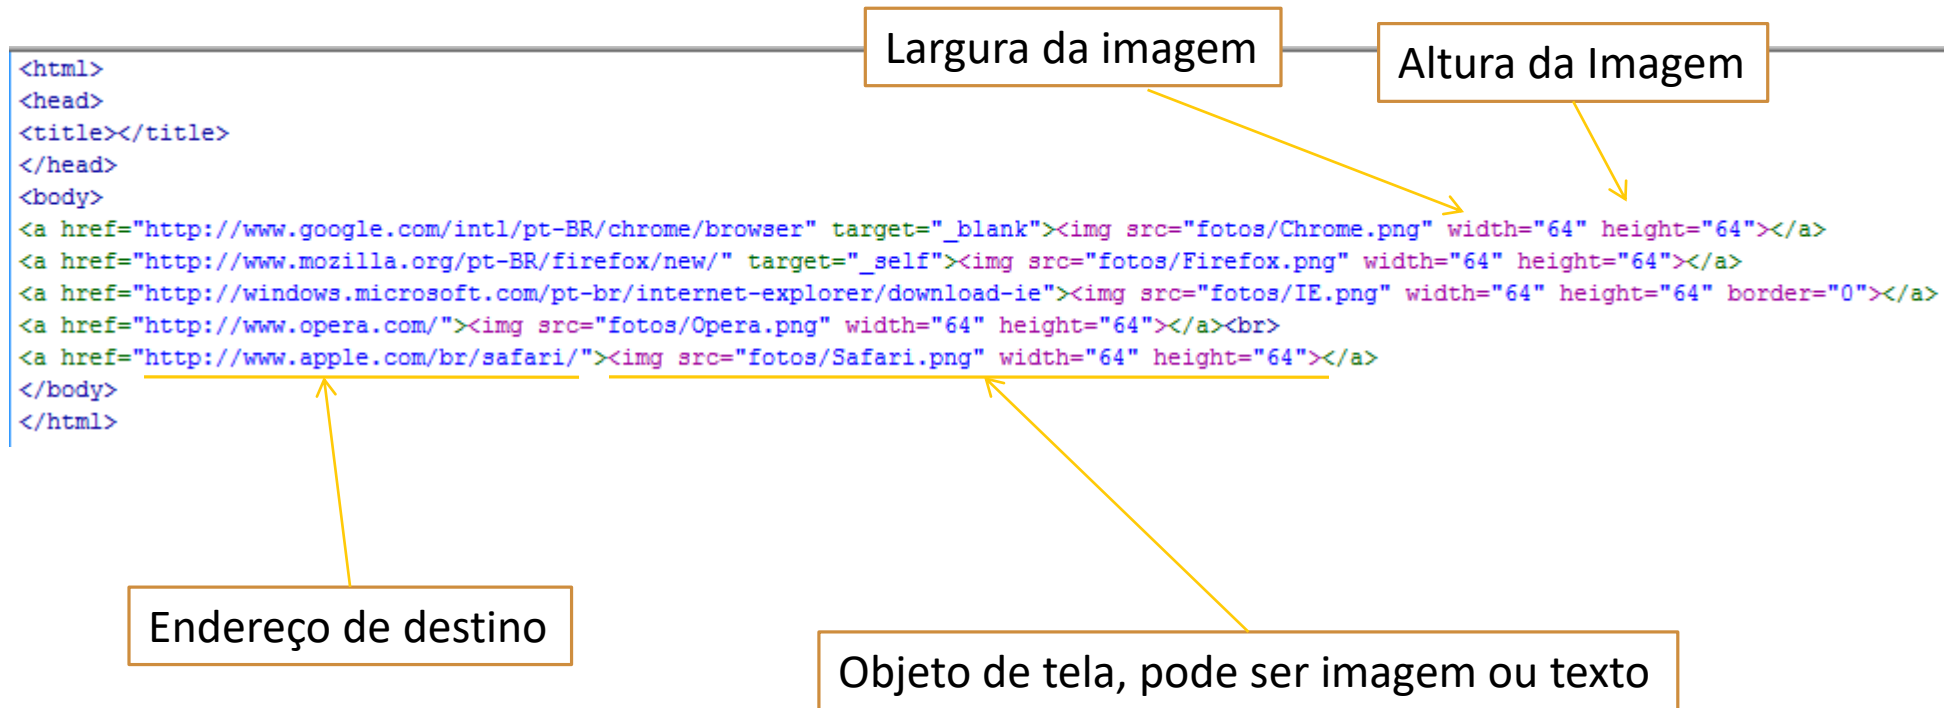 Largura da imagem
Altura da Imagem
<html>
<head>
<title></title>
</head>
<body>
<a href="http://www.google.com/intl/pt-BR/chrome/browser" target="_blank"><img src="fotos/Chrome.png" width="64" height="64"></a>
<a href="http://www.mozilla.org/pt-BR/firefox/new/" target="_self"><img src="fotos/Firefox.png" width="64" height="64"></a>
<a href="http://windows.microsoft.com/pt-br/internet-explorer/download-ie"><img src="fotos/IE.png" width="64" height="64" border="0"></a>
<a href="http://www.opera.com/"><img src="fotos/Opera.png" width="64" height="64"></a><br>
<a href="http://www.apple.com/br/safari/"><img src="fotos/Safari.png" width="64" height="64"></a>
</body>
</html>
Endereço de destino
Objeto de tela, pode ser imagem ou texto